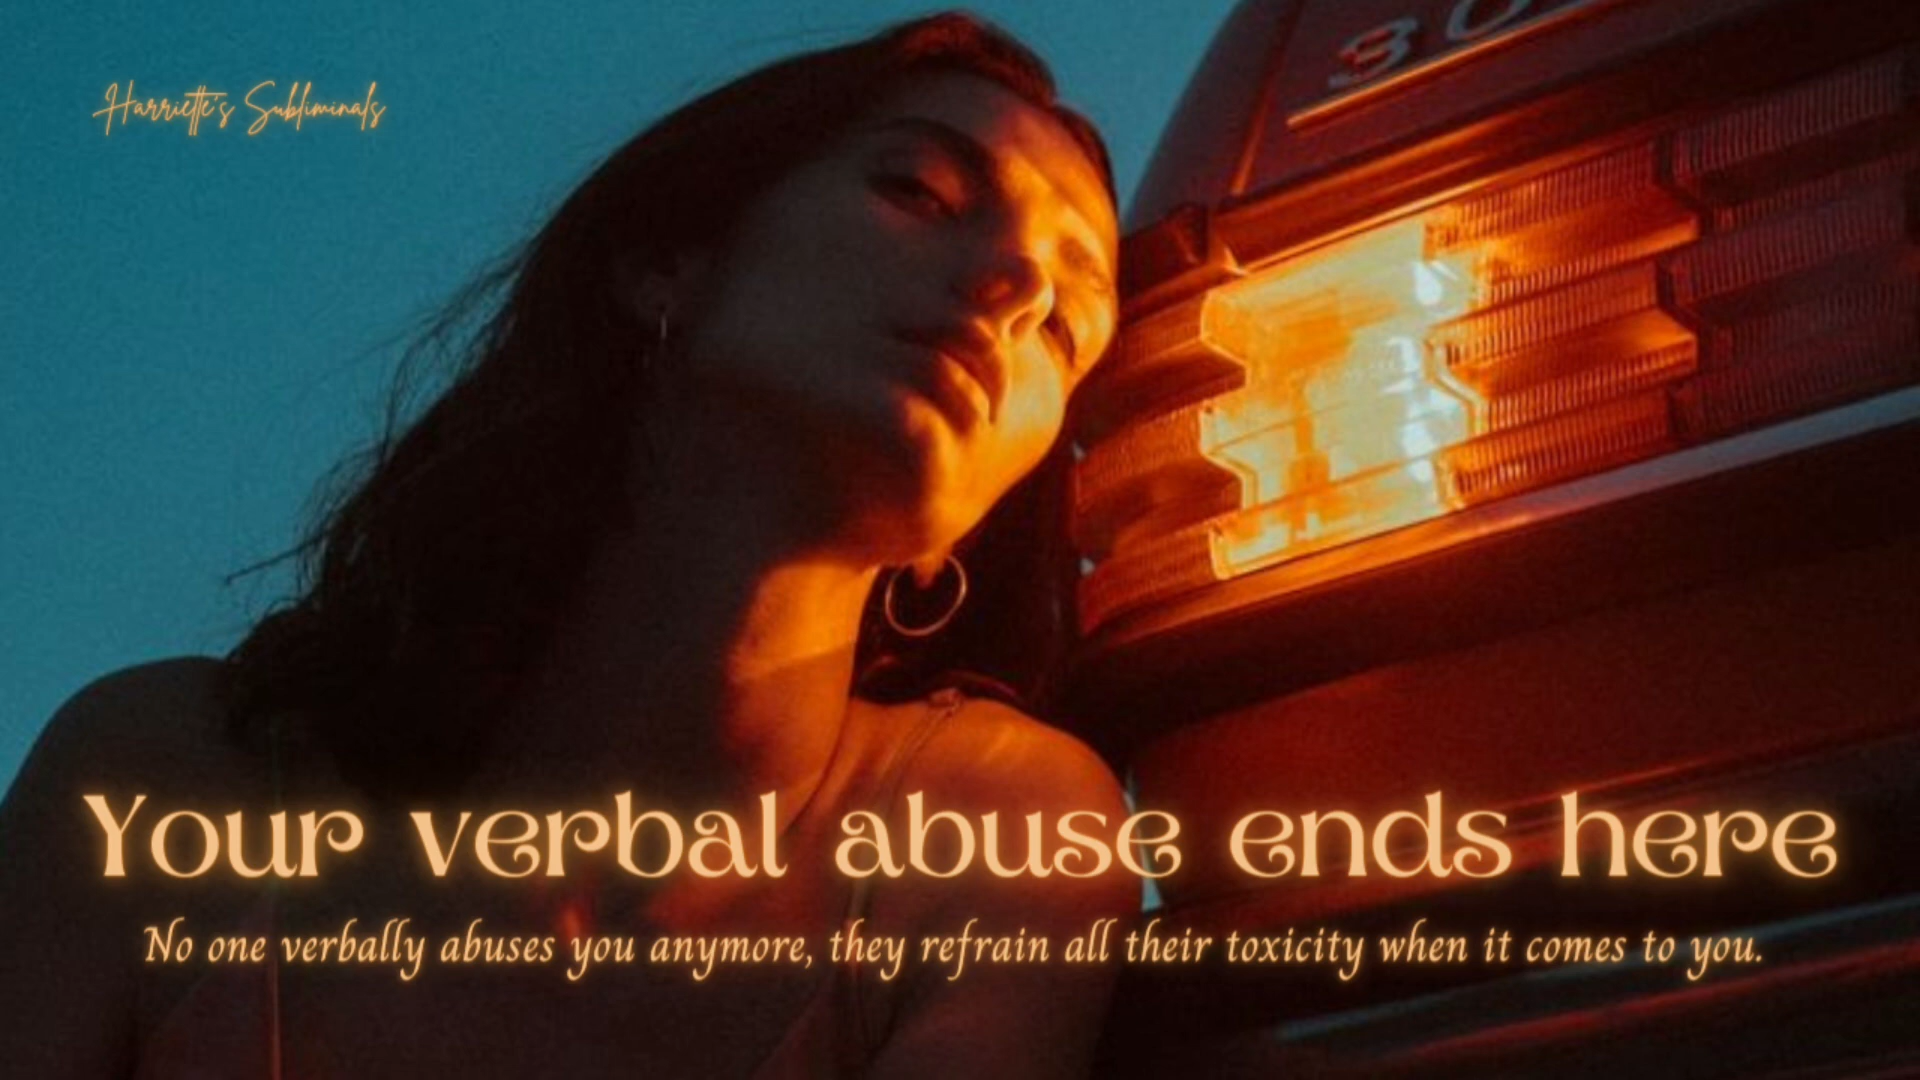 Harriette's Subliminals
30
Your verbal abuse ends here
No one verbally abuses you anymore, they refrain all their toxicity when it comes to you.